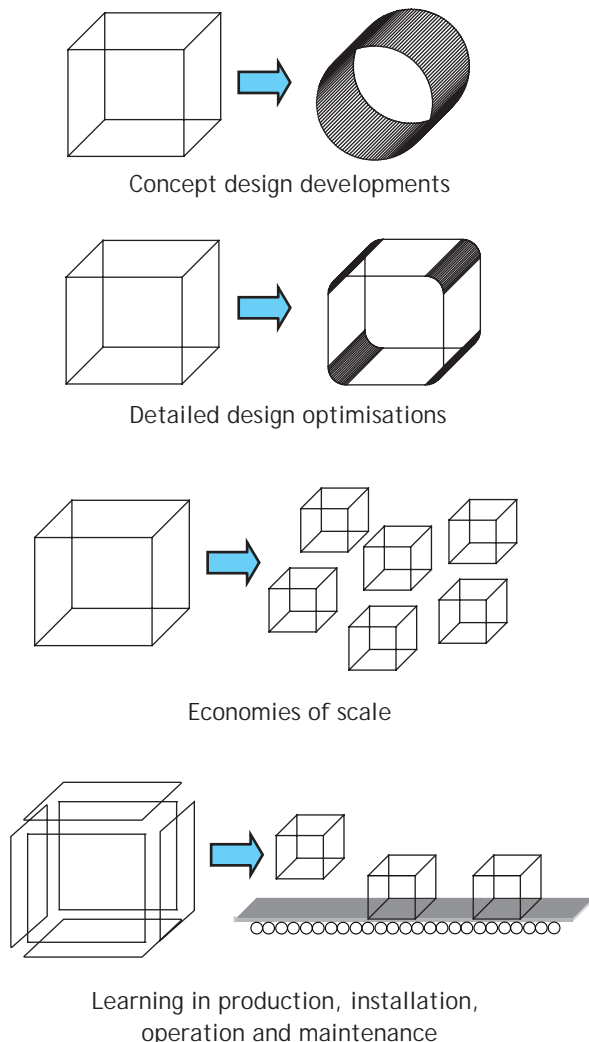 Concept design developments
Detailed design optimisations
Economies of scale
Learning in production, installation,
operation and maintenance